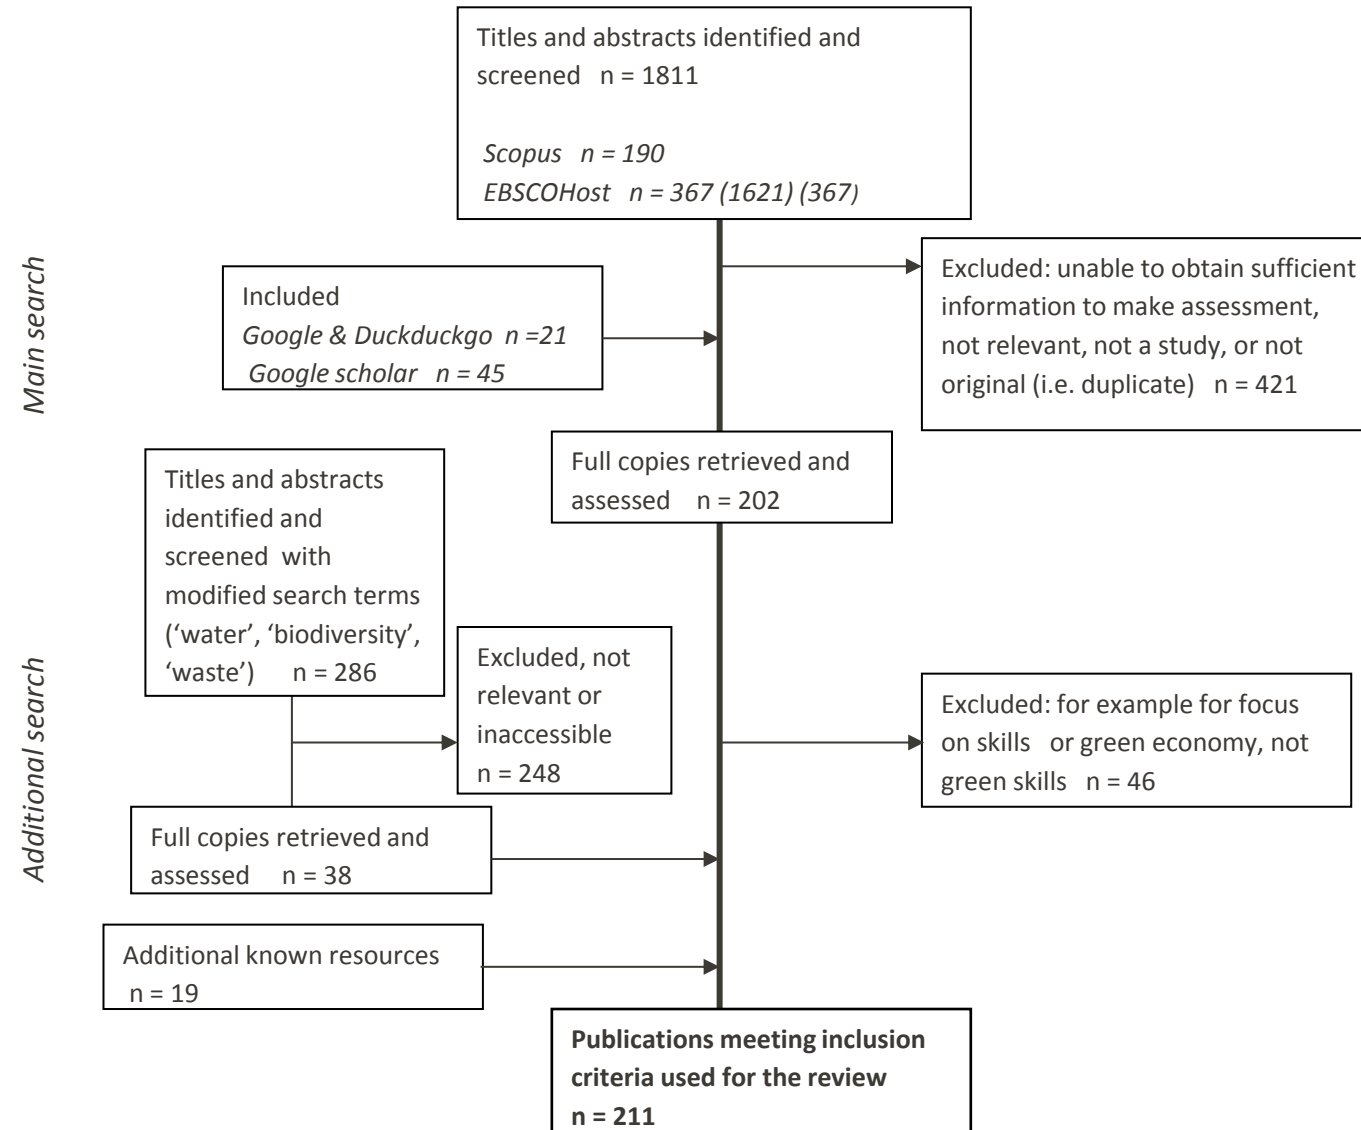 Titles and abstracts identified and
screened n = 1811
Scopus n = 190
EBSCOHost n = 367 (1621) (367)
Main search
Included
Google & Duckduckgo n =21
Google scholar n = 45
Excluded: unable to obtain sufficient
information to make assessment,
not relevant, not a study, or not
original (i.e. duplicate) n = 421
Full copies retrieved and
assessed n = 202
Additional search
Titles and abstracts
identified and
screened with
modified search terms
(‘water’, ‘biodiversity’,
‘waste’) n = 286
Excluded, not
relevant or
inaccessible
n = 248
Excluded: for example for focus
on skills or green economy, not
green skills n = 46
Full copies retrieved and
assessed n = 38
Additional known resources
n = 19
Publications meeting inclusion
criteria used for the review
n = 211